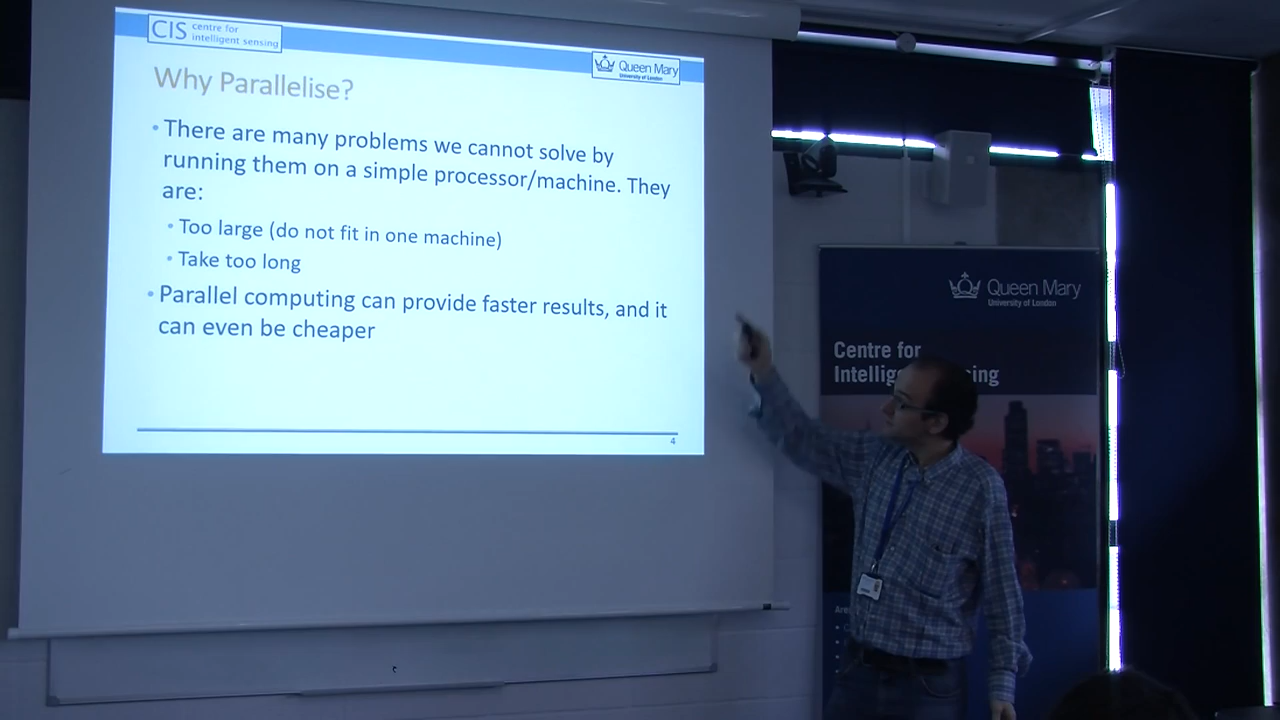 CIS centre for
intelligent sensing
Queen Mary
University of London
Why Parallelise?
• There are many problems we cannot solve by
running them on a simple processor/machine. They
are:
• Too large (do not fit in one machine)
• Take too long
• Parallel computing can provide faster results, and it
can even be cheaper
4
Queen Mary
University of London
Centre for